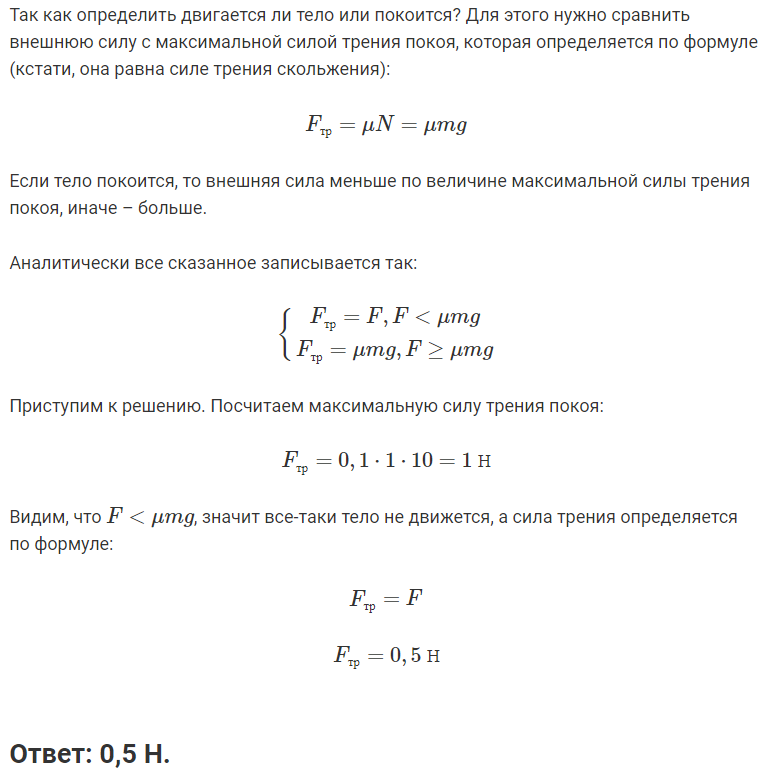 Так как определить двигается ли тело или покоится? Для этого нужно сравнить
внешнюю силу с максимальной силой трения покоя, которая определяется по формуле
(кстати, она равна силе трения скольжения):
Fтр = μN = μmg
Если тело покоится, то внешняя сила меньше по величине максимальной силы трения
покоя, иначе – больше.
Аналитически все сказанное записывается так:
{ Fтр = F, F < μmg
Fтр = μmg, F ≥ μmg
Приступим к решению. Посчитаем максимальную силу трения покоя:
Fтр = 0, 1 · 1 · 10 = 1 Н
Видим, что F < μmg, значит все-таки тело не движется, а сила трения определяется
по формуле:
Fтр = F
Fтр = 0, 5 Н
Ответ: 0,5 Н.